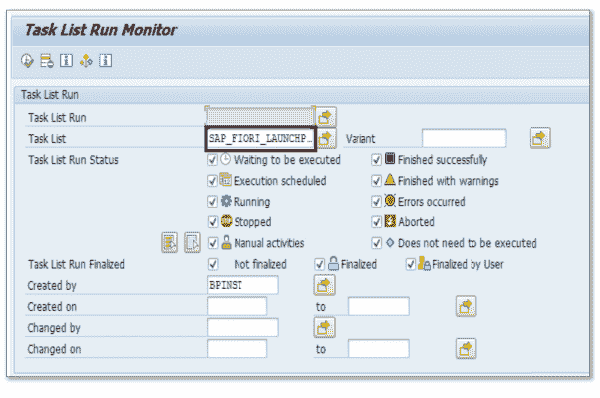 Task List Run Monitor
Task List Run
Task List Run
Task List SAP_FIORI_LAUNCHP.. Variant
Task List Run Status Waiting to be executed Finished successfully
Execution scheduled Finished with warnings
Running Errors occurred
Stopped Aborted
Nanual activities Does not need to be executed
Task List Run Finalized Not finalized Finalized Finalized by User
Created by BPINST
Created on to
Changed by
Changed on to